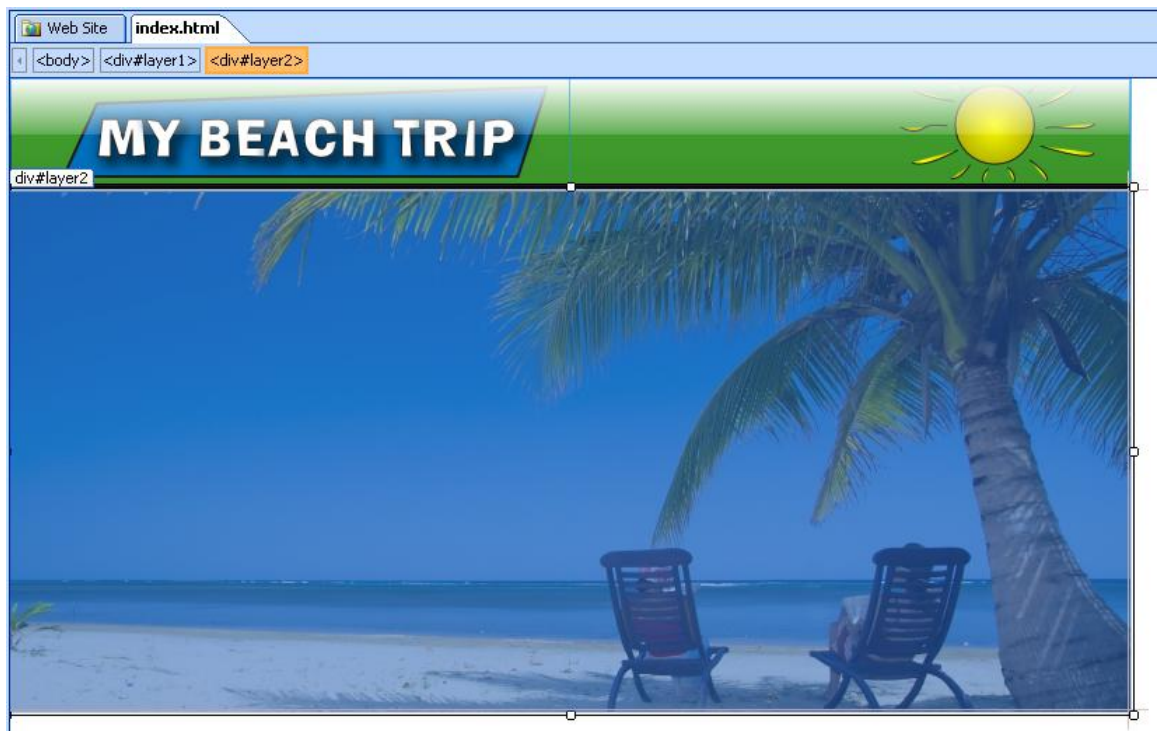 Web Site index.html
<body> <div#layer1> <div#layer2>
MY BEACH TRIP
div#layer2